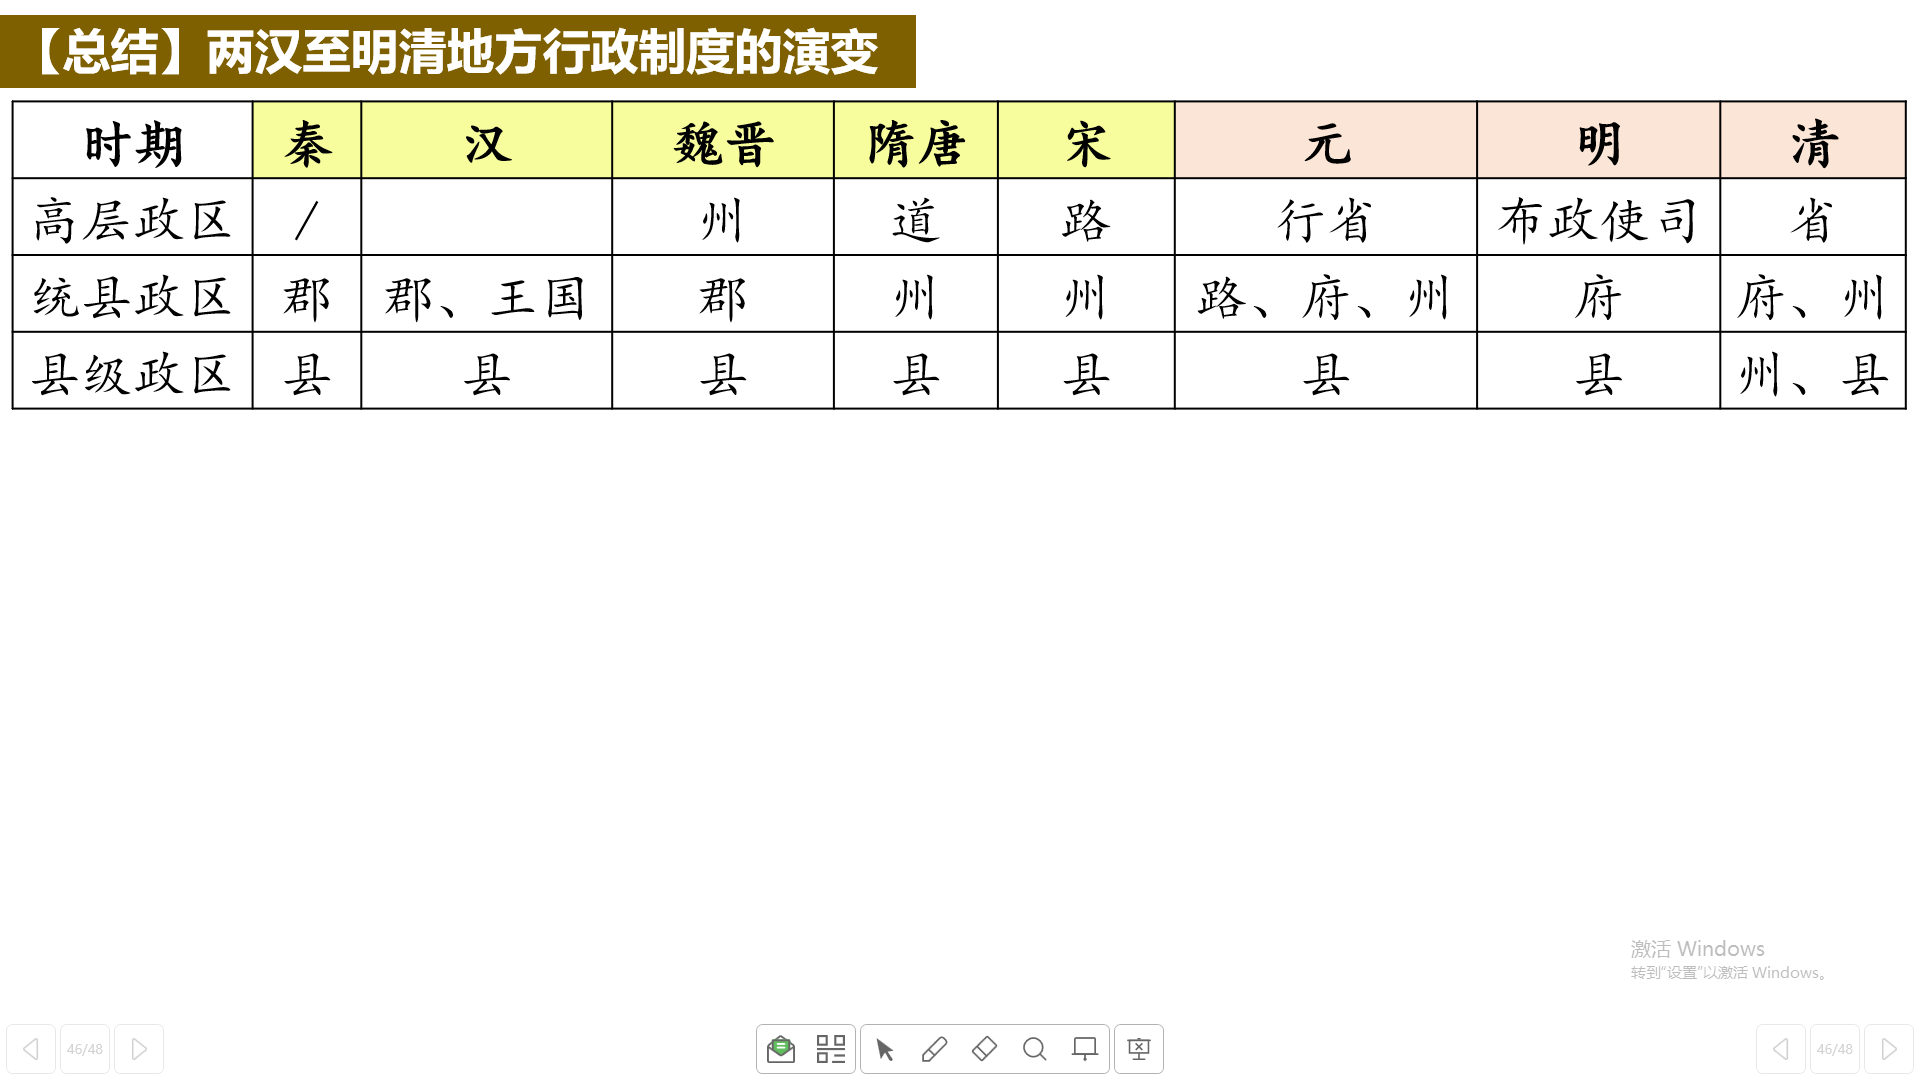 【总结】两汉至明清地方行政制度的演变
时期 秦 汉 魏晋 隋唐 宋 元 明 清
高层政区 / 州 道 路 行省 布政使司 省
统县政区 郡 郡、王国 郡 州 州 路、府、州 府 府、州
县级政区 县 县 县 县 县 县 县 州、县
激活 Windows
转到“设置”以激活 Windows。
46/48 46/48